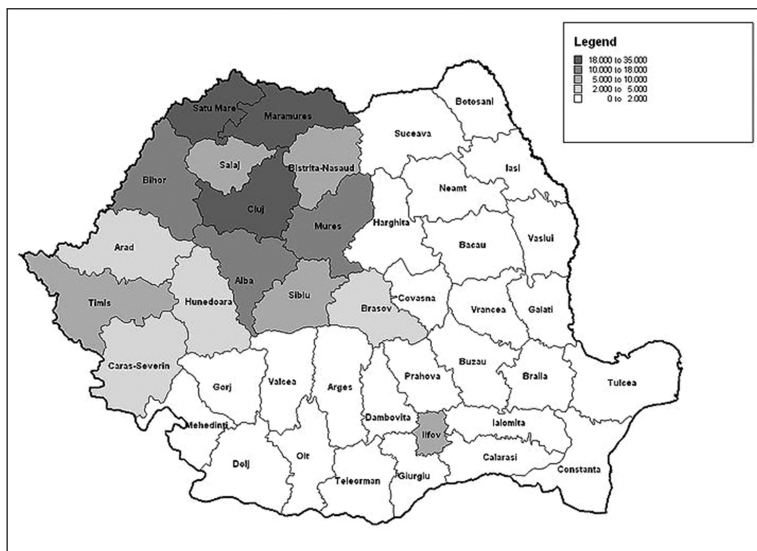 Legend
18.000 to 35.000
10.000 to 18.000
5.000 to 10.000
2.000 to 5.000
0 to 2.000
Satu Mare
Maramures
Botosani
Suceava
Salaj
Bistrita-Nasaud
Iasi
Bihor
Neamt
Cluj
Mures
Harghita
Vaslui
Arad
Bacau
Alba
Timis
Hunedoara
Sibiu
Brasov
Covasna
Vrancea
Galati
Caras-Severin
Gorj
Valcea
Arges
Prahova
Buzau
Braila
Tulcea
Mehedinti
Dambovita
Ilfov
Ialomita
Dolj
Olt
Teleorman
Giurgiu
Calarasi
Constanta